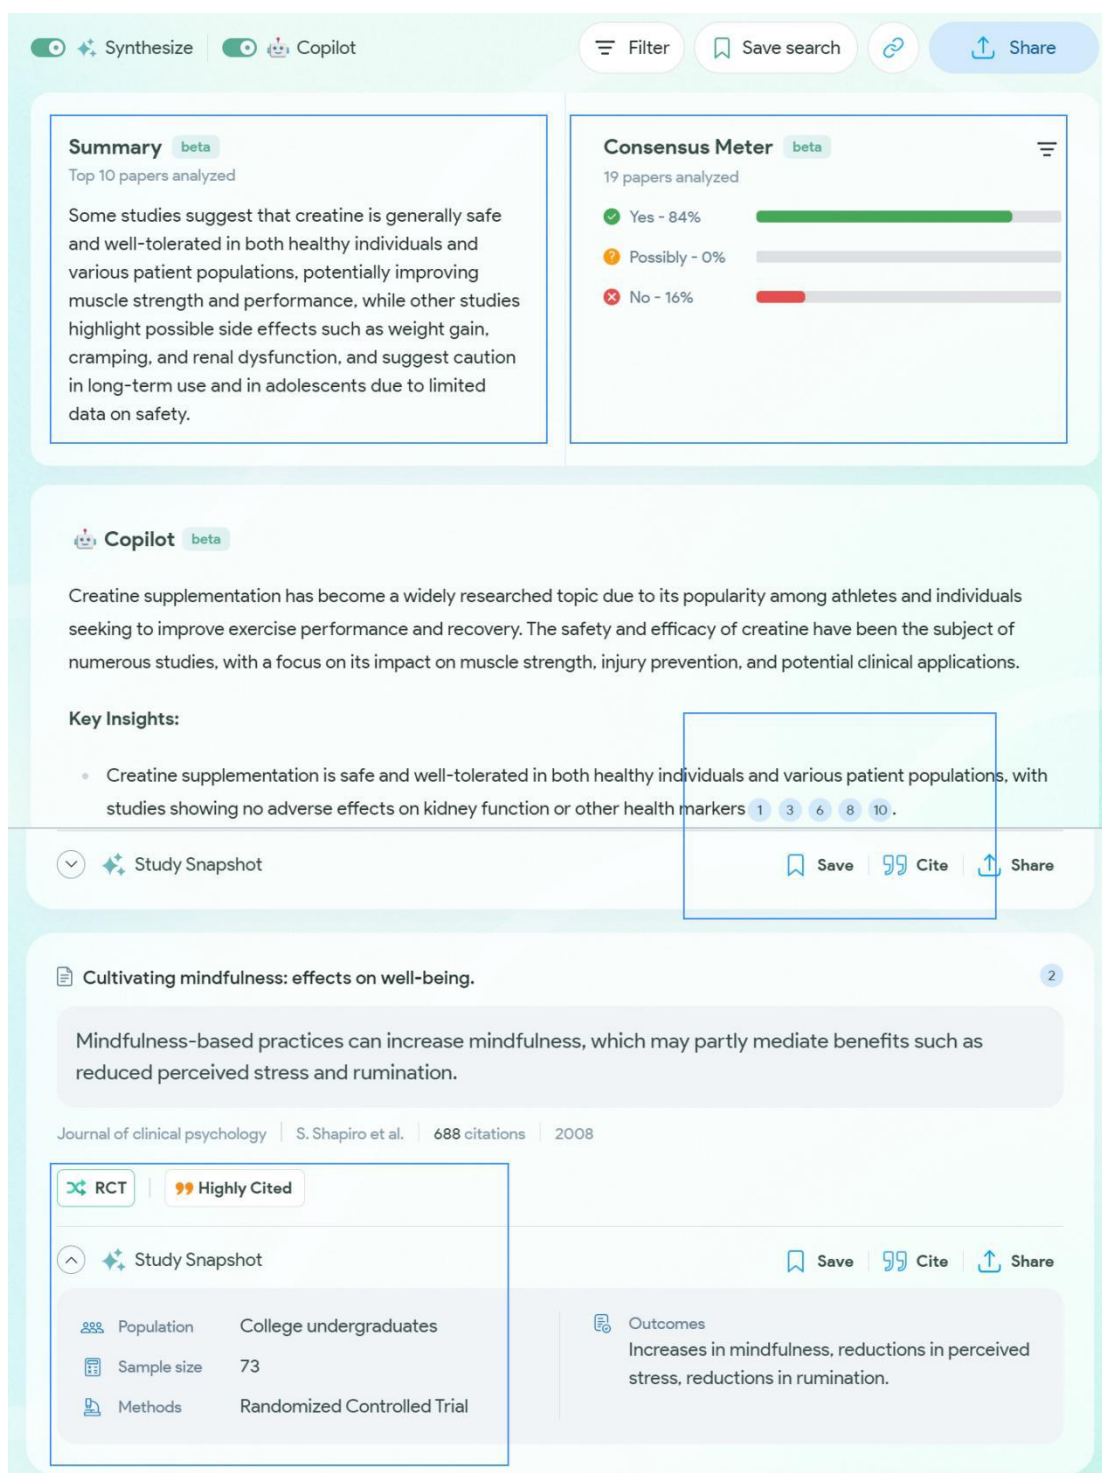 Synthesize Copilot Filter Save search Share
Summary beta
Top 10 papers analyzed
Some studies suggest that creatine is generally safe
and well-tolerated in both healthy individuals and
various patient populations, potentially improving
muscle strength and performance, while other studies
highlight possible side effects such as weight gain,
cramping, and renal dysfunction, and suggest caution
in long-term use and in adolescents due to limited
data on safety.
Consensus Meter beta
19 papers analyzed
Yes - 84%
Possibly - 0%
No - 16%
Copilot beta
Creatine supplementation has become a widely researched topic due to its popularity among athletes and individuals
seeking to improve exercise performance and recovery. The safety and efficacy of creatine have been the subject of
numerous studies, with a focus on its impact on muscle strength, injury prevention, and potential clinical applications.
Key Insights:
Creatine supplementation is safe and well-tolerated in both healthy individuals and various patient populations, with
studies showing no adverse effects on kidney function or other health markers 1 3 6 8 10 .
Study Snapshot Save Cite Share
Cultivating mindfulness: effects on well-being. 2
Mindfulness-based practices can increase mindfulness, which may partly mediate benefits such as
reduced perceived stress and rumination.
Journal of clinical psychology S. Shapiro et al. 688 citations 2008
RCT Highly Cited
Study Snapshot Save Cite Share
Population College undergraduates
Sample size 73
Methods Randomized Controlled Trial
Outcomes
Increases in mindfulness, reductions in perceived
stress, reductions in rumination.